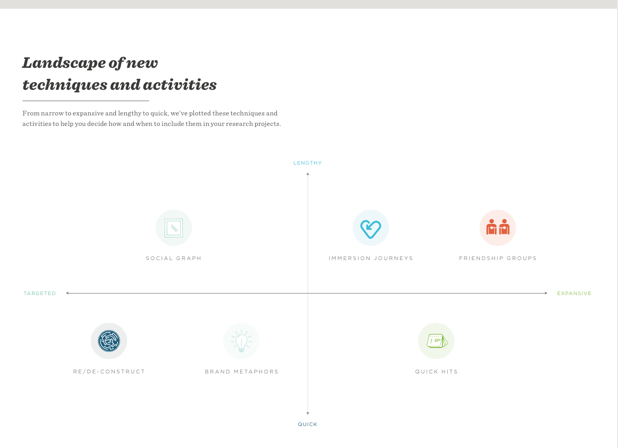 Landscape of new
techniques and activities
From narrow to expansive and lengthy to quick, we've plotted these techniques and
activities to help you decide how and when to include them in your research projects.
LENGTHY
SOCIAL GRAPH
IMMERSION JOURNEYS
FRIENDSHIP GROUPS
TARGETED
EXPANSIVE
RE/DE-CONSTRUCT
BRAND METAPHORS
QUICK HITS
QUICK